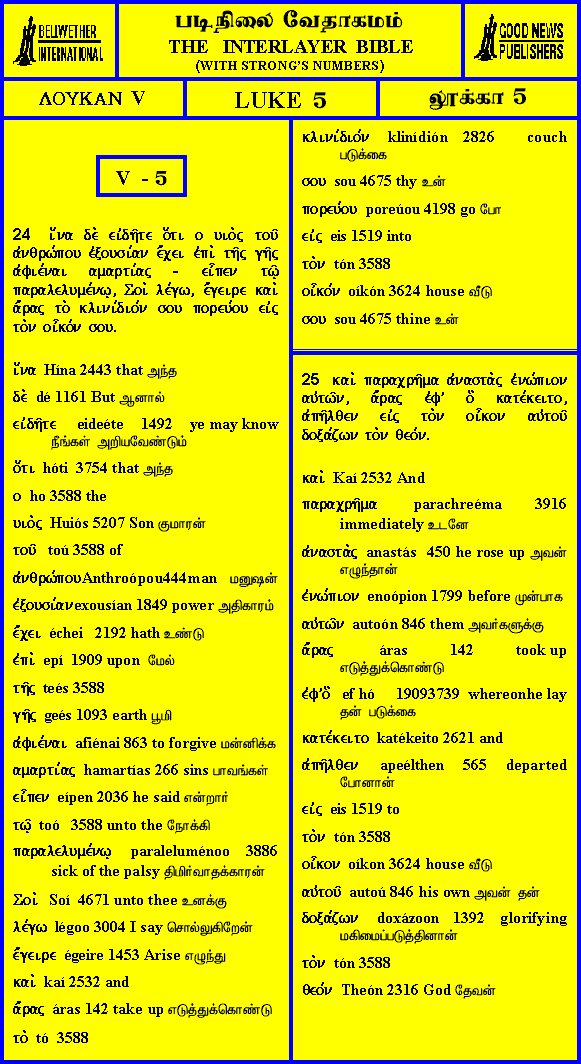 BELLWETHER
INTERNATIONAL
படிநிலை வேதாகமம்
THE INTERLAYER BIBLE
(WITH STRONG'S NUMBERS)
GOOD NEWS
PUBLISHERS
ΛΟΥΚΑΝ V
LUKE 5
லூக்கா 5
V - 5
24 ἵνα δὲ εἰδῆτε ὅτι ο υιὸς τοῦ
ἀνθρώπου ἐξουσίαν ἔχει ἐπὶ τῆς γῆς
ἀφιέναι αμαρτίας - εἶπεν τῷ
παραλελυμένῳ, Σοὶ λέγω, ἔγειρε καὶ
ἄρας τὸ κλινίδιόν σου πορεύου εἰς
τὸν οἶκόν σου.
ἵνα Hína 2443 that அந்த
δὲ dé 1161 But ஆனால்
εἰδῆτε eideéte 1492 ye may know
நீங்கள் அறியவேண்டும்
ὅτι hóti 3754 that அந்த
ο ho 3588 the
υιὸς Huiós 5207 Son குமாரன்
τοῦ toú 3588 of
ἀνθρώπου Anthroópou 444 man மனுஷன்
ἐξουσίαν exousían 1849 power அதிகாரம்
ἔχει échei 2192 hath உண்டு
ἐπὶ epí 1909 upon மேல்
τῆς teés 3588
γῆς geés 1093 earth பூமி
ἀφιέναι afiénai 863 to forgive மன்னிக்க
αμαρτίας hamartías 266 sins பாவங்கள்
εἶπεν eípen 2036 he said என்றார்
τῷ toó 3588 unto the நோக்கி
παραλελυμένῳ paraleluménoo 3886
sick of the palsy திமிர்வாதக்காரன்
Σοὶ Soí 4671 unto thee உனக்கு
λέγω légoo 3004 I say சொல்லுகிறேன்
ἔγειρε égeire 1453 Arise எழுந்து
καὶ kaí 2532 and
ἄρας áras 142 take up எடுத்துக்கொண்டு
τὸ tó 3588
κλινίδιόν klinídión 2826 couch
படுக்கை
σου sou 4675 thy உன்
πορεύου poreúou 4198 go போ
εἰς eis 1519 into
τὸν tón 3588
οἶκόν oíkón 3624 house வீடு
σου sou 4675 thine உன்
25 καὶ παραχρῆμα ἀναστὰς ἐνώπιον
αὐτῶν, ἄρας ἐφ' ὃ κατέκειτο,
ἀπῆλθεν εἰς τὸν οἶκον αὐτοῦ
δοξάζων τὸν θεόν.
καὶ Kaí 2532 And
παραχρῆμα parachreéma 3916
immediately உடனே
ἀναστὰς anastás 450 he rose up அவன்
எழுந்தான்
ἐνώπιον enoópion 1799 before முன்பாக
αὐτῶν autoón 846 them அவர்களுக்கு
ἄρας áras 142 took up
எடுத்துக்கொண்டு
ἐφ'ὃ ef hó 19093739 whereonhe lay
தன் படுக்கை
κατέκειτο katékeito 2621 and
ἀπῆλθεν apeélthen 565 departed
போனான்
εἰς eis 1519 to
τὸν tón 3588
οἶκον oíkon 3624 house வீடு
αὐτοῦ autoú 846 his own அவன் தன்
δοξάζων doxázoon 1392 glorifying
மகிமைப்படுத்தினான்
τὸν tón 3588
θεόν Theón 2316 God தேவன்